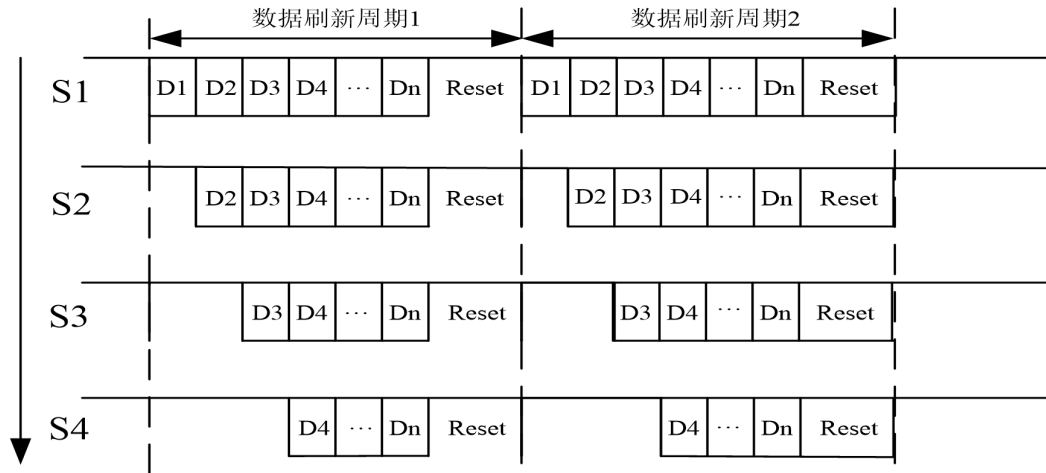 数据刷新周期1 数据刷新周期2
S1 D1 D2 D3 D4 ··· Dn Reset D1 D2 D3 D4 ··· Dn Reset
S2 D2 D3 D4 ··· Dn Reset D2 D3 D4 ··· Dn Reset
S3 D3 D4 ··· Dn Reset D3 D4 ··· Dn Reset
S4 D4 ··· Dn Reset D4 ··· Dn Reset